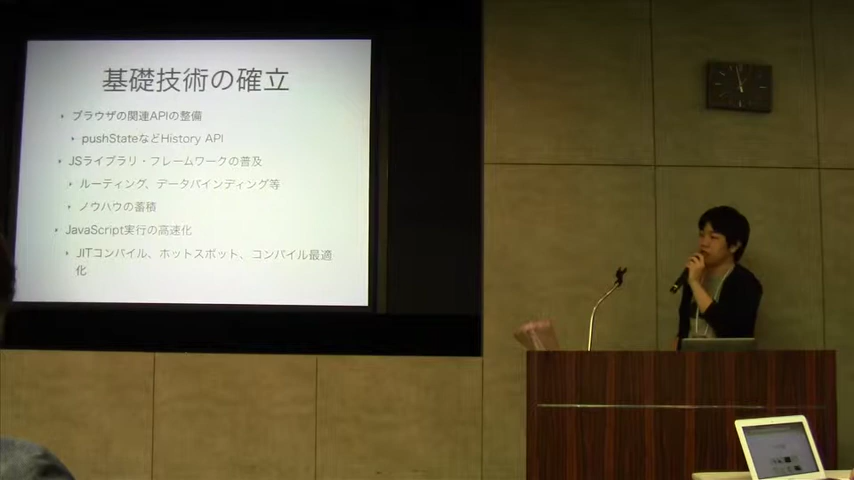 基礎技術の確立
ブラウザの関連APIの整備
pushStateなどHistory API
JSライブラリ・フレームワークの普及
ルーティング、データバインディング等
ノウハウの蓄積
JavaScript実行の高速化
JITコンパイル、ホットスポット、コンパイル最適
化